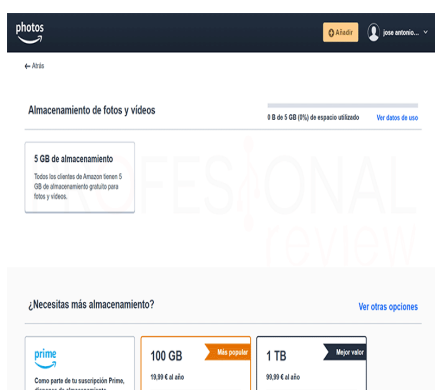 photos
Añadir
jose antonio...
← Atrás
Almacenamiento de fotos y vídeos
0 B de 5 GB (0%) de espacio utilizado
Ver datos de uso
5 GB de almacenamiento
Todos los clientes de Amazon tienen 5
GB de almacenamiento gratuito para
fotos y vídeos.
PROFESIONAL
review
¿Necesitas más almacenamiento?
Ver otras opciones
prime
Como parte de tu suscripción Prime,
100 GB
Más popular
19,99 € al año
1 TB
Mejor valor
99,99 € al año